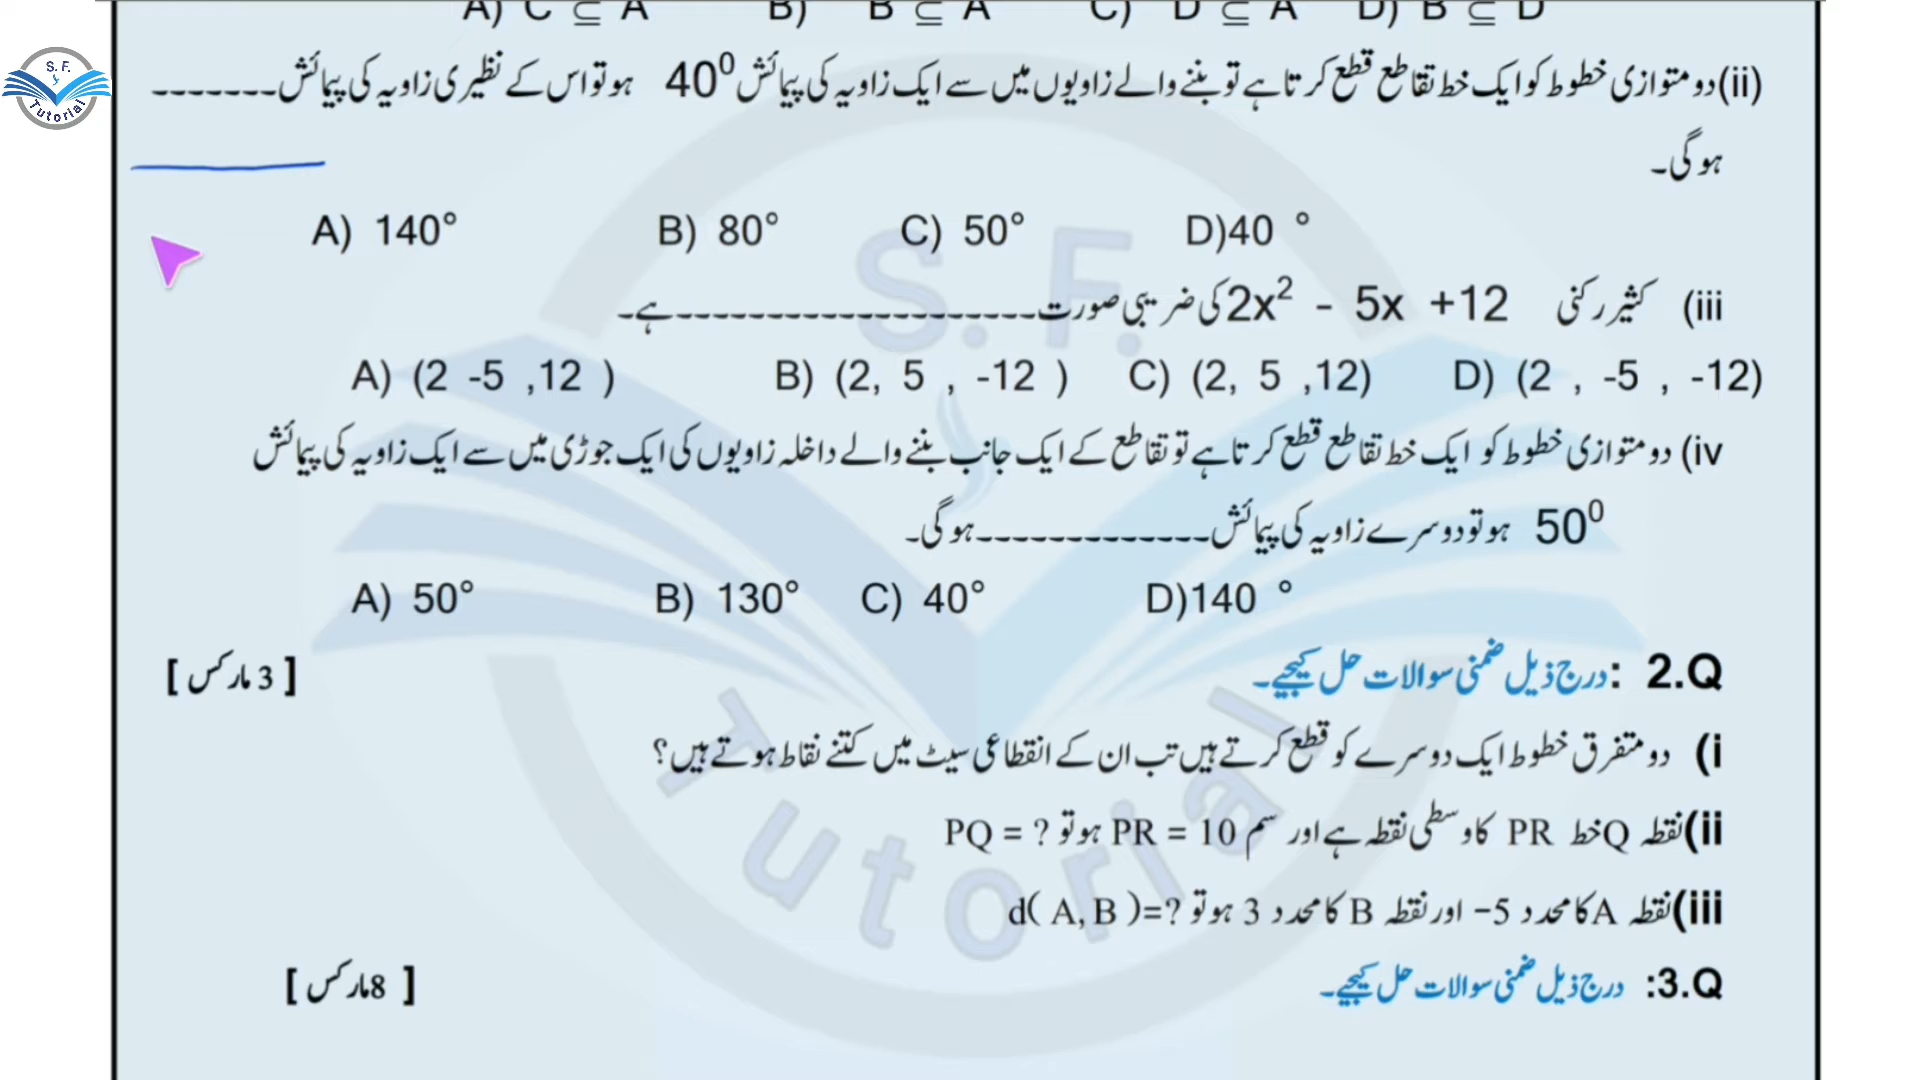 A) C ⊆ A B) B ⊆ A C) D ⊆ A D) B ⊆ D
S. F.
Tutorial
(ii) دو متوازی خطوط کو ایک خط تقاطع قطع کرتا ہے تو بننے والے زاویوں میں سے ایک زاویہ کی پیمائش 40⁰ ہو تو اس کے نظیری زاویہ کی پیمائش -------
ہوگی۔
A) 140° B) 80° C) 50° D)40 °
iii) کثیر رکنی 2x² - 5x +12 کی ضریبی صورت-------------------- ہے۔
A) (2 -5 ,12 ) B) (2, 5 , -12 ) C) (2, 5 ,12) D) (2 , -5 , -12)
iv) دو متوازی خطوط کو ایک خط تقاطع قطع کرتا ہے تو تقاطع کے ایک جانب بننے والے داخلہ زاویوں کی ایک جوڑی میں سے ایک زاویہ کی پیمائش
50⁰ ہو تو دوسرے زاویہ کی پیمائش------------- ہوگی۔
A) 50° B) 130° C) 40° D)140 °
2.Q : درج ذیل ضمنی سوالات حل کیجیے۔ [ 3 مارکس ]
i) دو متفرق خطوط ایک دوسرے کو قطع کرتے ہیں تب ان کے انقطاعی سیٹ میں کتنے نقاط ہوتے ہیں؟
ii) نقطہ Q خط PR کا وسطی نقطہ ہے اور سم PR = 10 ہو تو PQ = ?
iii) نقطہ A کا محدد 5− اور نقطہ B کا محدد 3 ہو تو d( A, B )=?
3.Q: درج ذیل ضمنی سوالات حل کیجیے۔ [ 8 مارکس ]
S. F.
Tutorial